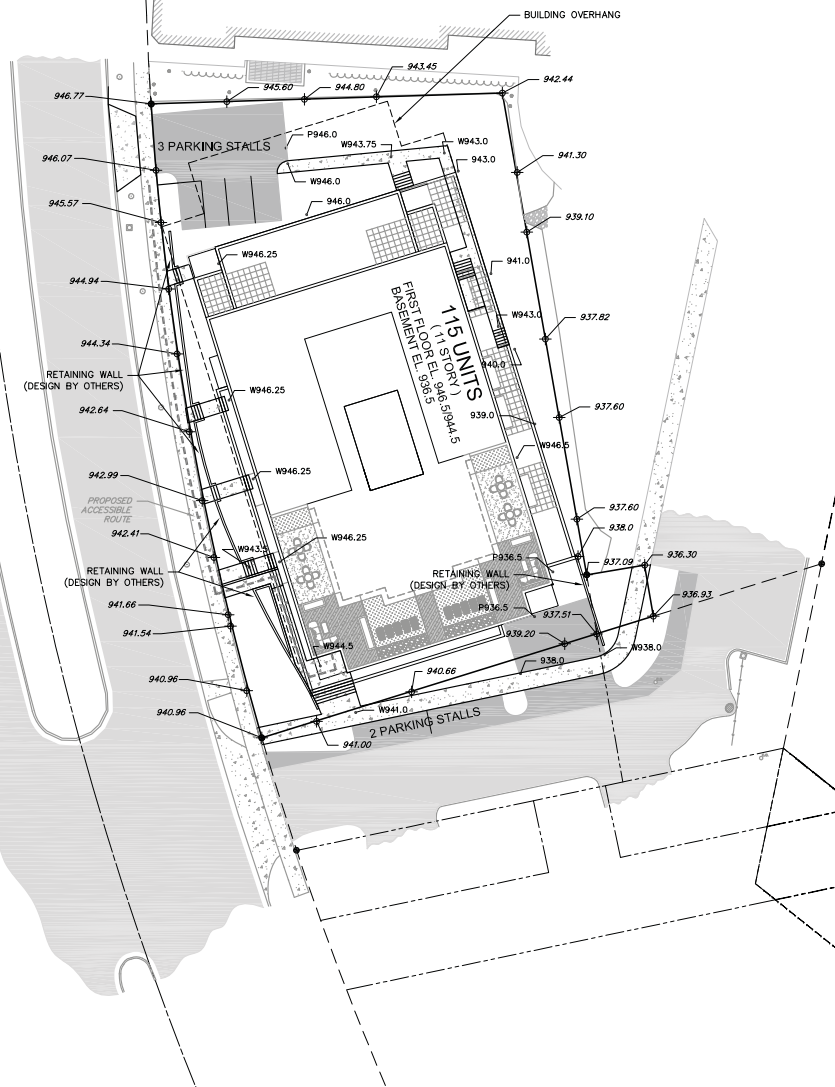 BUILDING OVERHANG
943.45
942.44
945.60
944.80
946.77
P946.0
W943.75
W943.0
3 PARKING STALLS
946.07
W946.0
943.0
941.30
946.0
945.57
939.10
W946.25
941.0
944.94
W943.0
937.82
115 UNITS
( 11 STORY )
FIRST FLOOR EL. 946.5/944.5
BASEMENT EL. 936.5
944.34
940.0
RETAINING WALL
(DESIGN BY OTHERS)
W946.25
942.64
939.0
937.60
W946.5
942.99
W946.25
PROPOSED
ACCESSIBLE
ROUTE
937.60
938.0
942.41
W946.25
W943.5
P936.5
937.09
936.30
RETAINING WALL
(DESIGN BY OTHERS)
RETAINING WALL
(DESIGN BY OTHERS)
936.93
941.66
P936.5
937.51
941.54
939.20
W944.5
W938.0
938.0
940.96
940.66
940.96
W941.0
2 PARKING STALLS
941.00